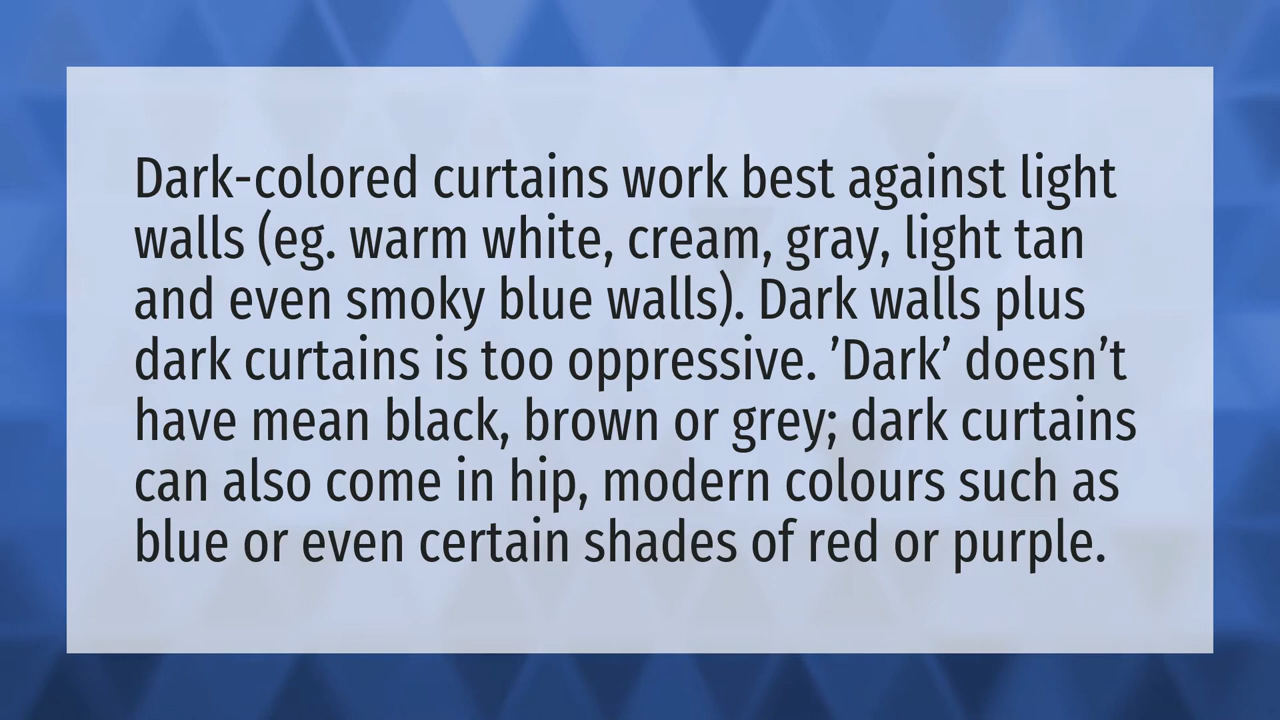 Dark-colored curtains work best against light
walls (eg. warm white, cream, gray, light tan
and even smoky blue walls). Dark walls plus
dark curtains is too oppressive. ’Dark’ doesn’t
have mean black, brown or grey; dark curtains
can also come in hip, modern colours such as
blue or even certain shades of red or purple.